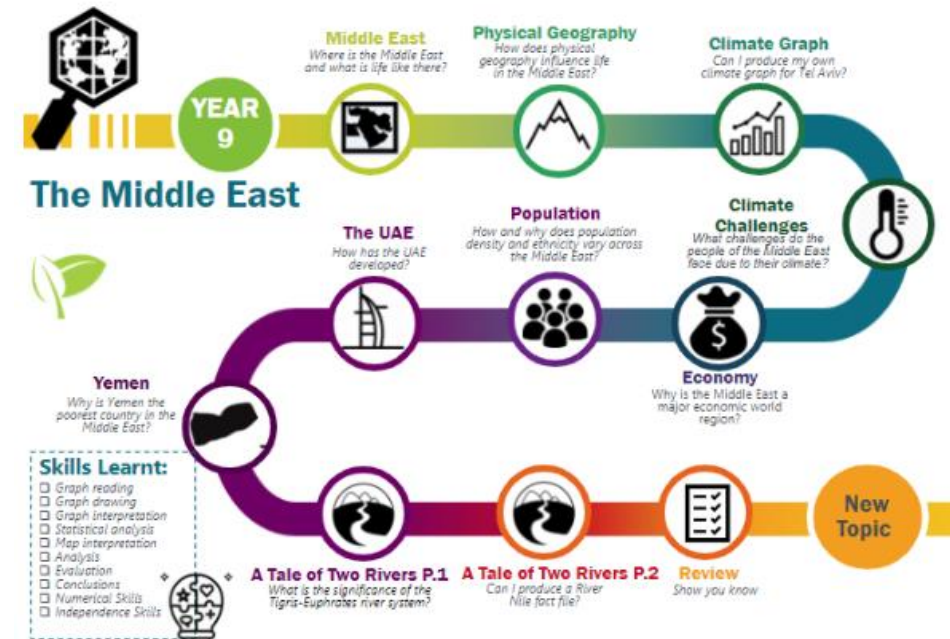 YEAR
9
The Middle East
Middle East
Where is the Middle East
and what is life like there?
Physical Geography
How does physical
geography influence life
in the Middle East?
Climate Graph
Can I produce my own
climate graph for Tel Aviv?
Climate
Challenges
What challenges do the
people of the Middle East
face due to their climate?
$
Economy
Why is the Middle East a
major economic world
region?
Population
How and why does population
density and ethnicity vary across
the Middle East?
The UAE
How has the UAE
developed?
Yemen
Why is Yemen the
poorest country in the
Middle East?
A Tale of Two Rivers P.1
What is the significance of the
Tigris-Euphrates river system?
A Tale of Two Rivers P.2
Can I produce a River
Nile fact file?
Review
Show you know
New
Topic
Skills Learnt:
Graph reading
Graph drawing
Graph interpretation
Statistical analysis
Map interpretation
Analysis
Evaluation
Conclusions
Numerical Skills
Independence Skills